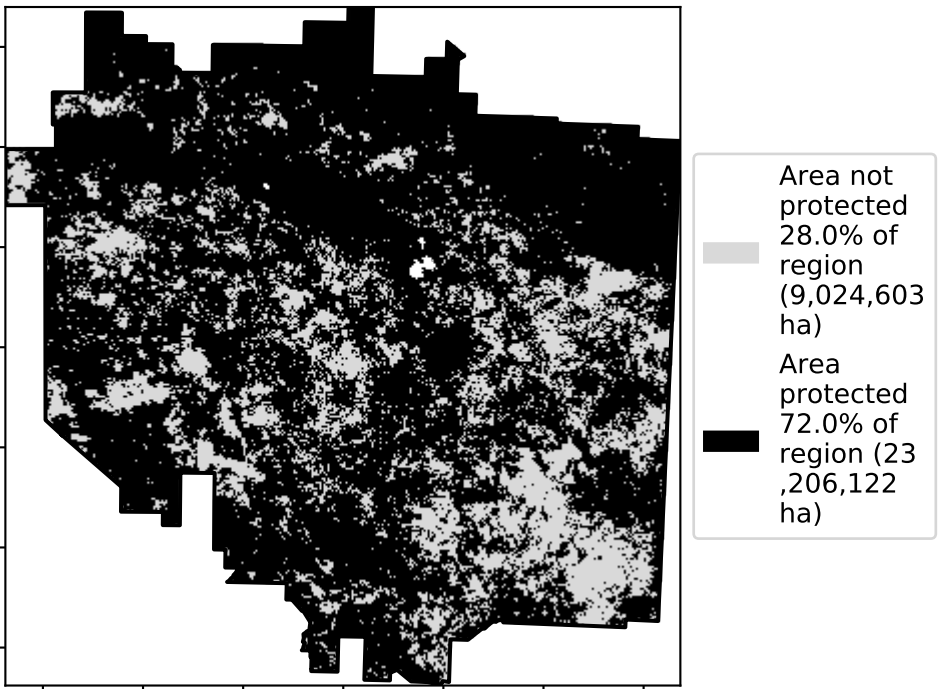 Area not
protected
28.0% of
region
(9,024,603
ha)
Area
protected
72.0% of
region (23
,206,122
ha)